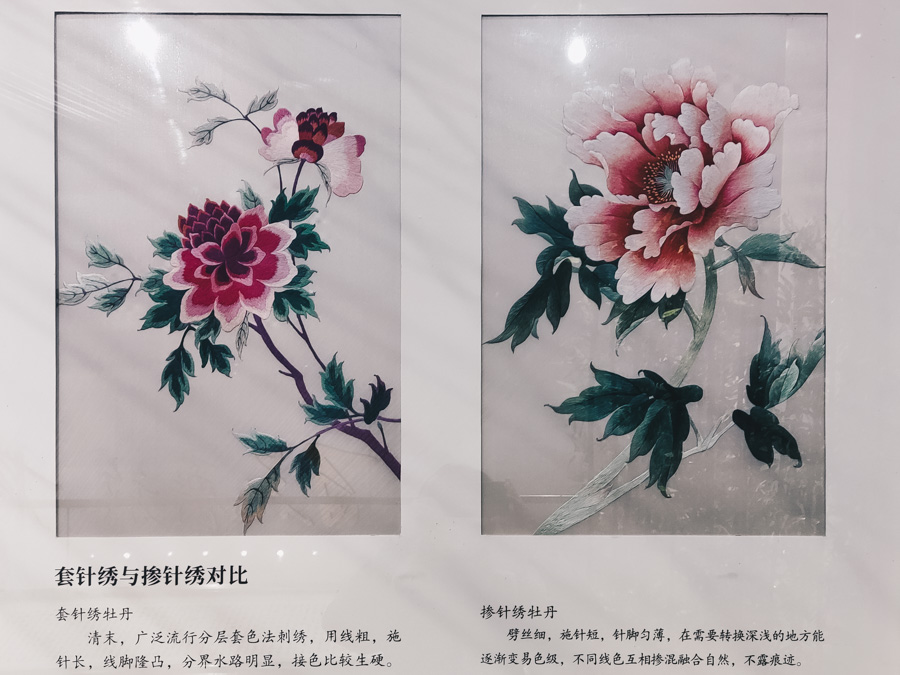 套针绣与掺针绣对比
套针绣牡丹
清末，广泛流行分层套色法刺绣，用线粗，施
针长，线脚隆凸，分界水路明显，接色比较生硬。
掺针绣牡丹
劈丝细，施针短，针脚匀薄，在需要转换深浅的地方能
逐渐变易色级，不同线色互相掺混融合自然，不露痕迹。